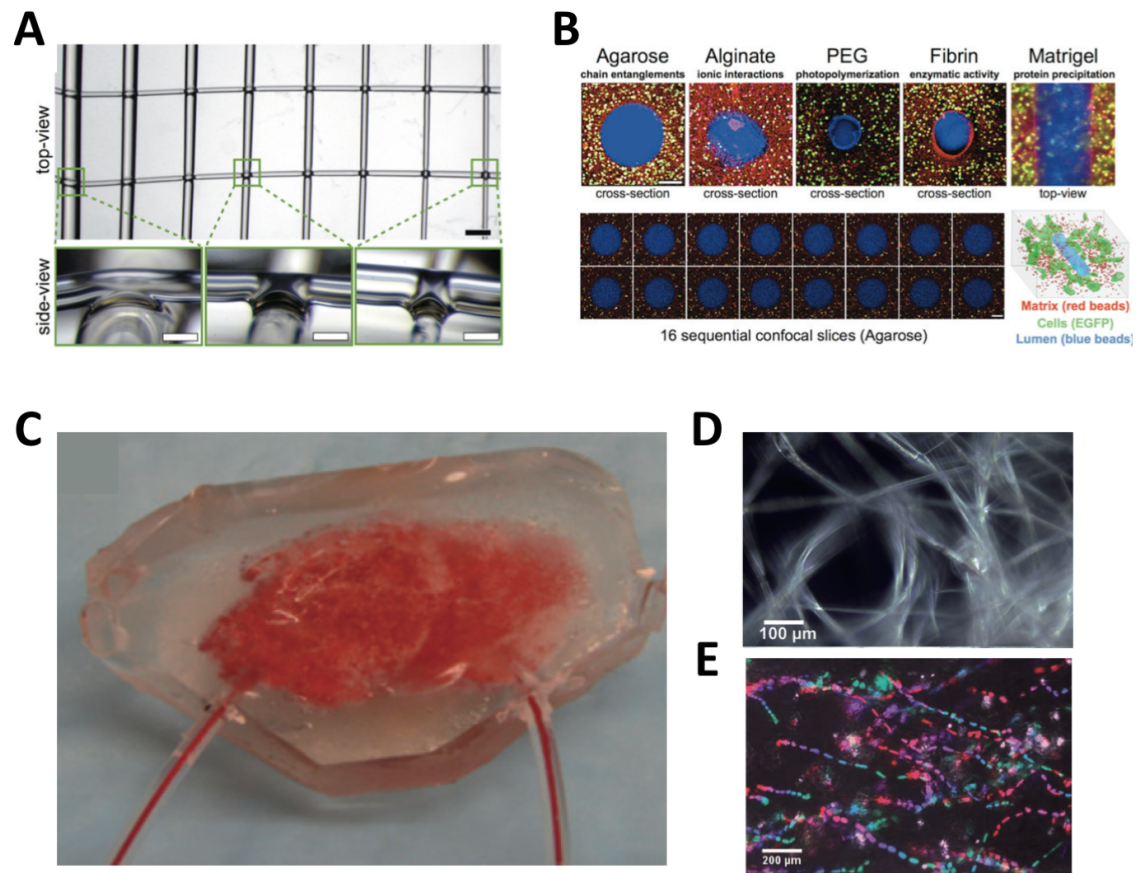 A
top-view
side-view
B
Agarose
chain entanglements
Alginate
ionic interactions
PEG
photopolymerization
Fibrin
enzymatic activity
Matrigel
protein precipitation
cross-section
cross-section
cross-section
cross-section
top-view
16 sequential confocal slices (Agarose)
Matrix (red beads)
Cells (EGFP)
Lumen (blue beads)
C
D
100 µm
E
200 µm